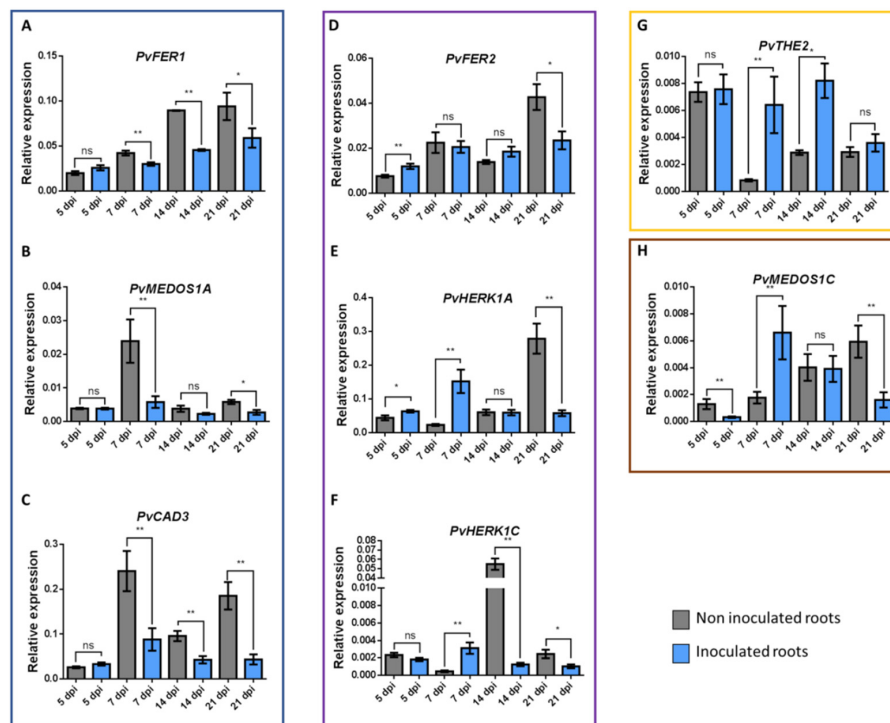 A
PvFER1
Relative expression
0.15
0.10
0.05
0.00
ns
**
**
*
5 dpi
5 dpi
7 dpi
7 dpi
14 dpi
14 dpi
21 dpi
21 dpi
B
PvMEDOS1A
Relative expression
0.04
0.03
0.02
0.01
0.00
ns
**
ns
*
5 dpi
5 dpi
7 dpi
7 dpi
14 dpi
14 dpi
21 dpi
21 dpi
C
PvCAD3
Relative expression
0.3
0.2
0.1
0.0
ns
**
**
**
5 dpi
5 dpi
7 dpi
7 dpi
14 dpi
14 dpi
21 dpi
21 dpi
D
PvFER2
Relative expression
0.06
0.04
0.02
0.00
**
ns
ns
*
5 dpi
5 dpi
7 dpi
7 dpi
14 dpi
14 dpi
21 dpi
21 dpi
E
PvHERK1A
Relative expression
0.4
0.3
0.2
0.1
0.0
*
**
ns
**
5 dpi
5 dpi
7 dpi
7 dpi
14 dpi
14 dpi
21 dpi
21 dpi
F
PvHERK1C
Relative expression
0.08
0.07
0.06
0.05
0.04
0.006
0.004
0.002
0.000
ns
**
**
*
5 dpi
5 dpi
7 dpi
7 dpi
14 dpi
14 dpi
21 dpi
21 dpi
G
PvTHE2
Relative expression
0.010
0.008
0.006
0.004
0.002
0.000
ns
**
*
ns
5 dpi
5 dpi
7 dpi
7 dpi
14 dpi
14 dpi
21 dpi
21 dpi
H
PvMEDOS1C
Relative expression
0.010
0.008
0.006
0.004
0.002
0.000
**
**
ns
**
5 dpi
5 dpi
7 dpi
7 dpi
14 dpi
14 dpi
21 dpi
21 dpi
Non inoculated roots
Inoculated roots